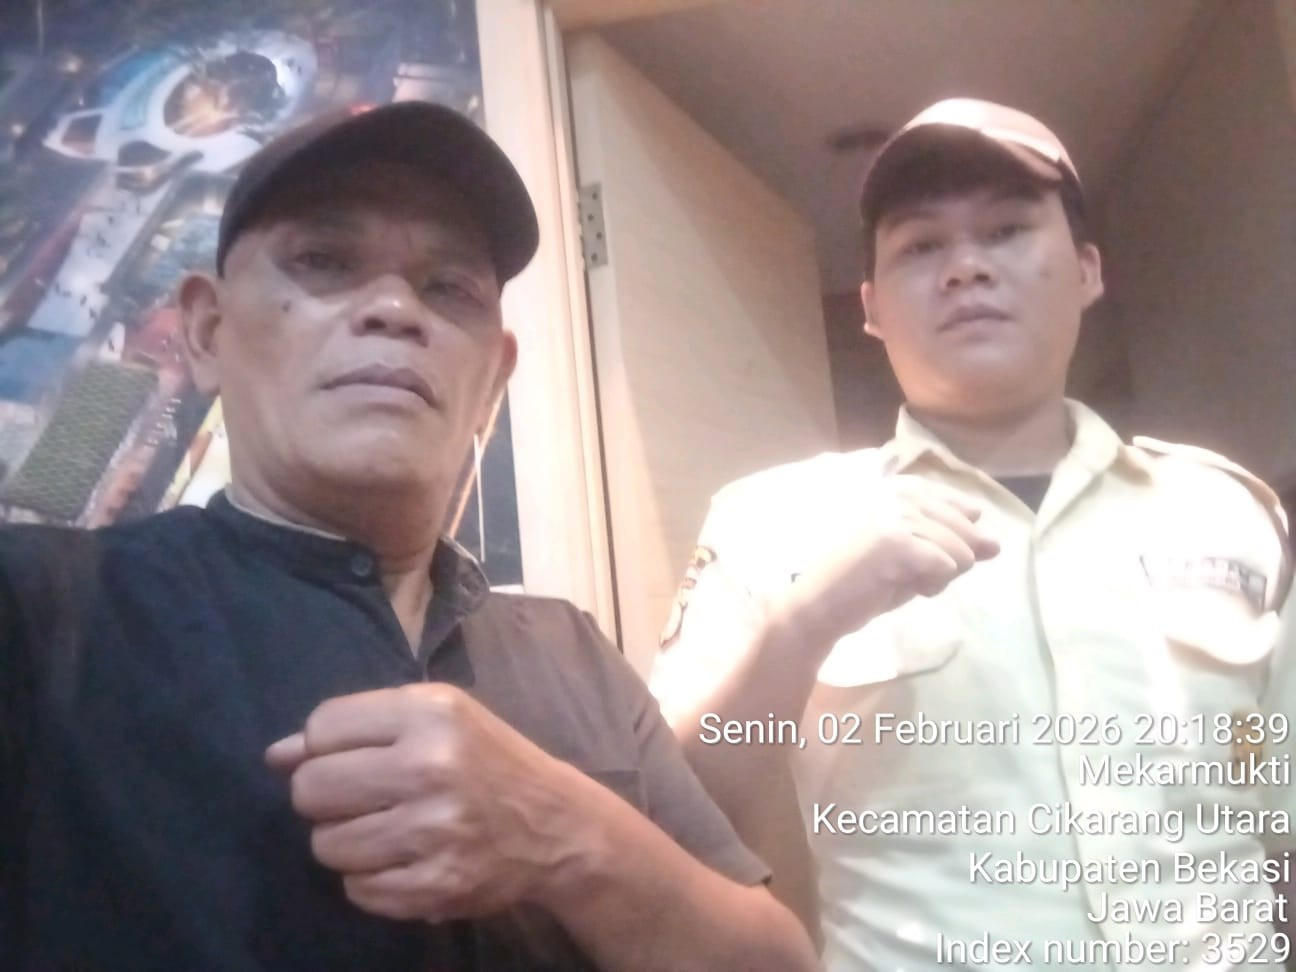 Senin, 02 Februari 2026 20:18:39
Mekarmukti
Kecamatan Cikarang Utara
Kabupaten Bekasi
Jawa Barat
Index number: 3529